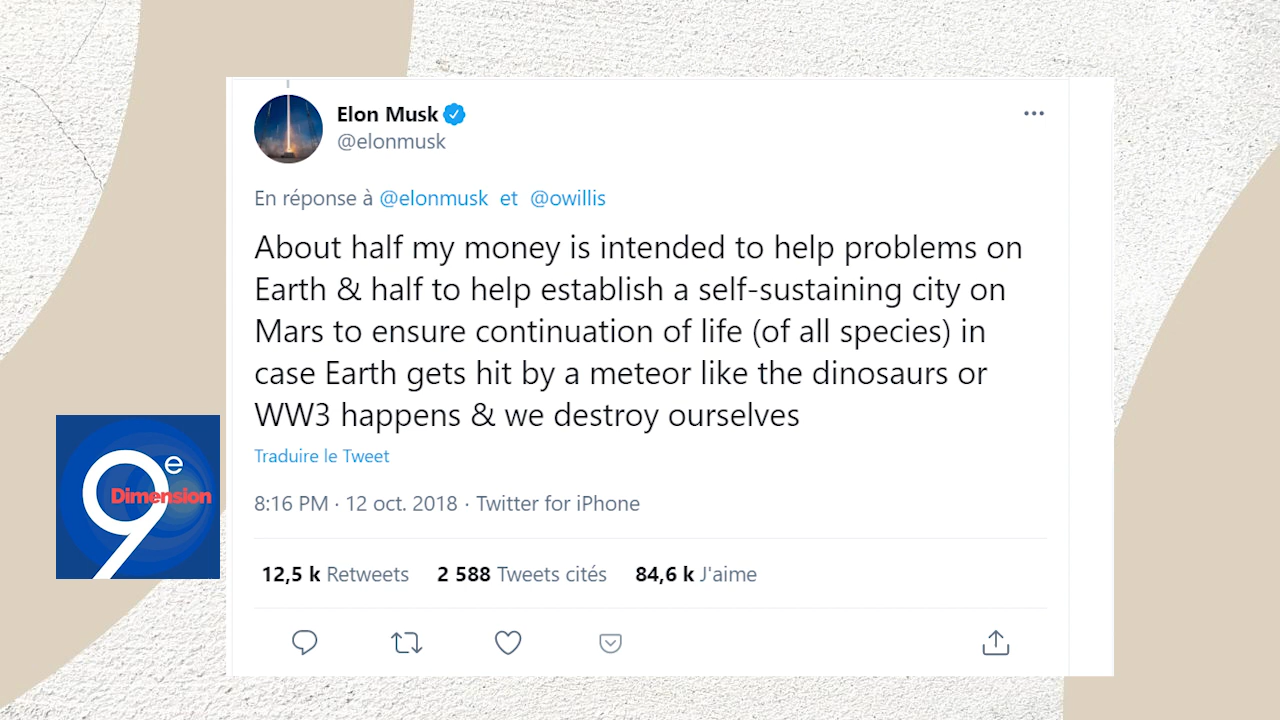 Elon Musk
@elonmusk
En réponse à @elonmusk et @owillis
About half my money is intended to help problems on
Earth & half to help establish a self-sustaining city on
Mars to ensure continuation of life (of all species) in
case Earth gets hit by a meteor like the dinosaurs or
WW3 happens & we destroy ourselves
Traduire le Tweet
8:16 PM · 12 oct. 2018 · Twitter for iPhone
12,5 k Retweets 2 588 Tweets cités 84,6 k J'aime
9e
Dimension